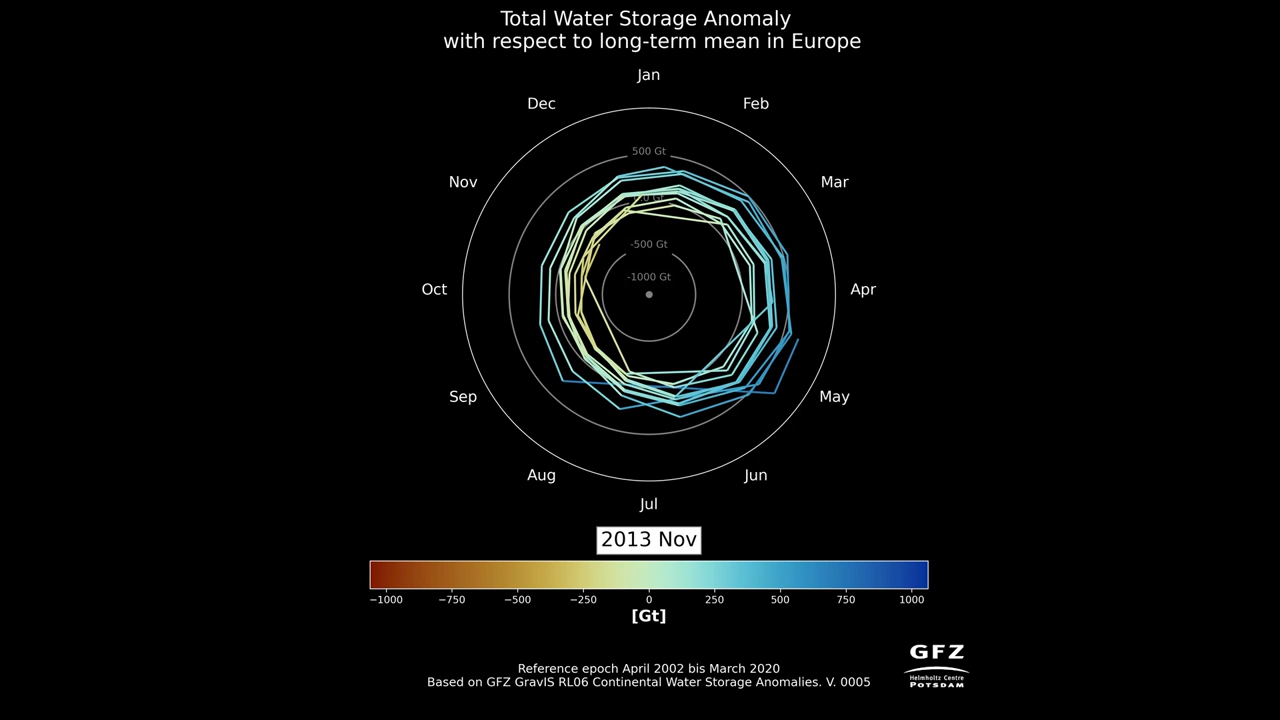 Total Water Storage Anomaly
with respect to long-term mean in Europe
Jan
Dec
Feb
500 Gt
Nov
Mar
0 Gt
-500 Gt
-1000 Gt
Oct
Apr
Sep
May
Aug
Jun
Jul
2013 Nov
−1000 −750 −500 −250 0 250 500 750 1000
[Gt]
GFZ
Helmholtz Centre
POTSDAM
Reference epoch April 2002 bis March 2020
Based on GFZ GravIS RL06 Continental Water Storage Anomalies. V. 0005